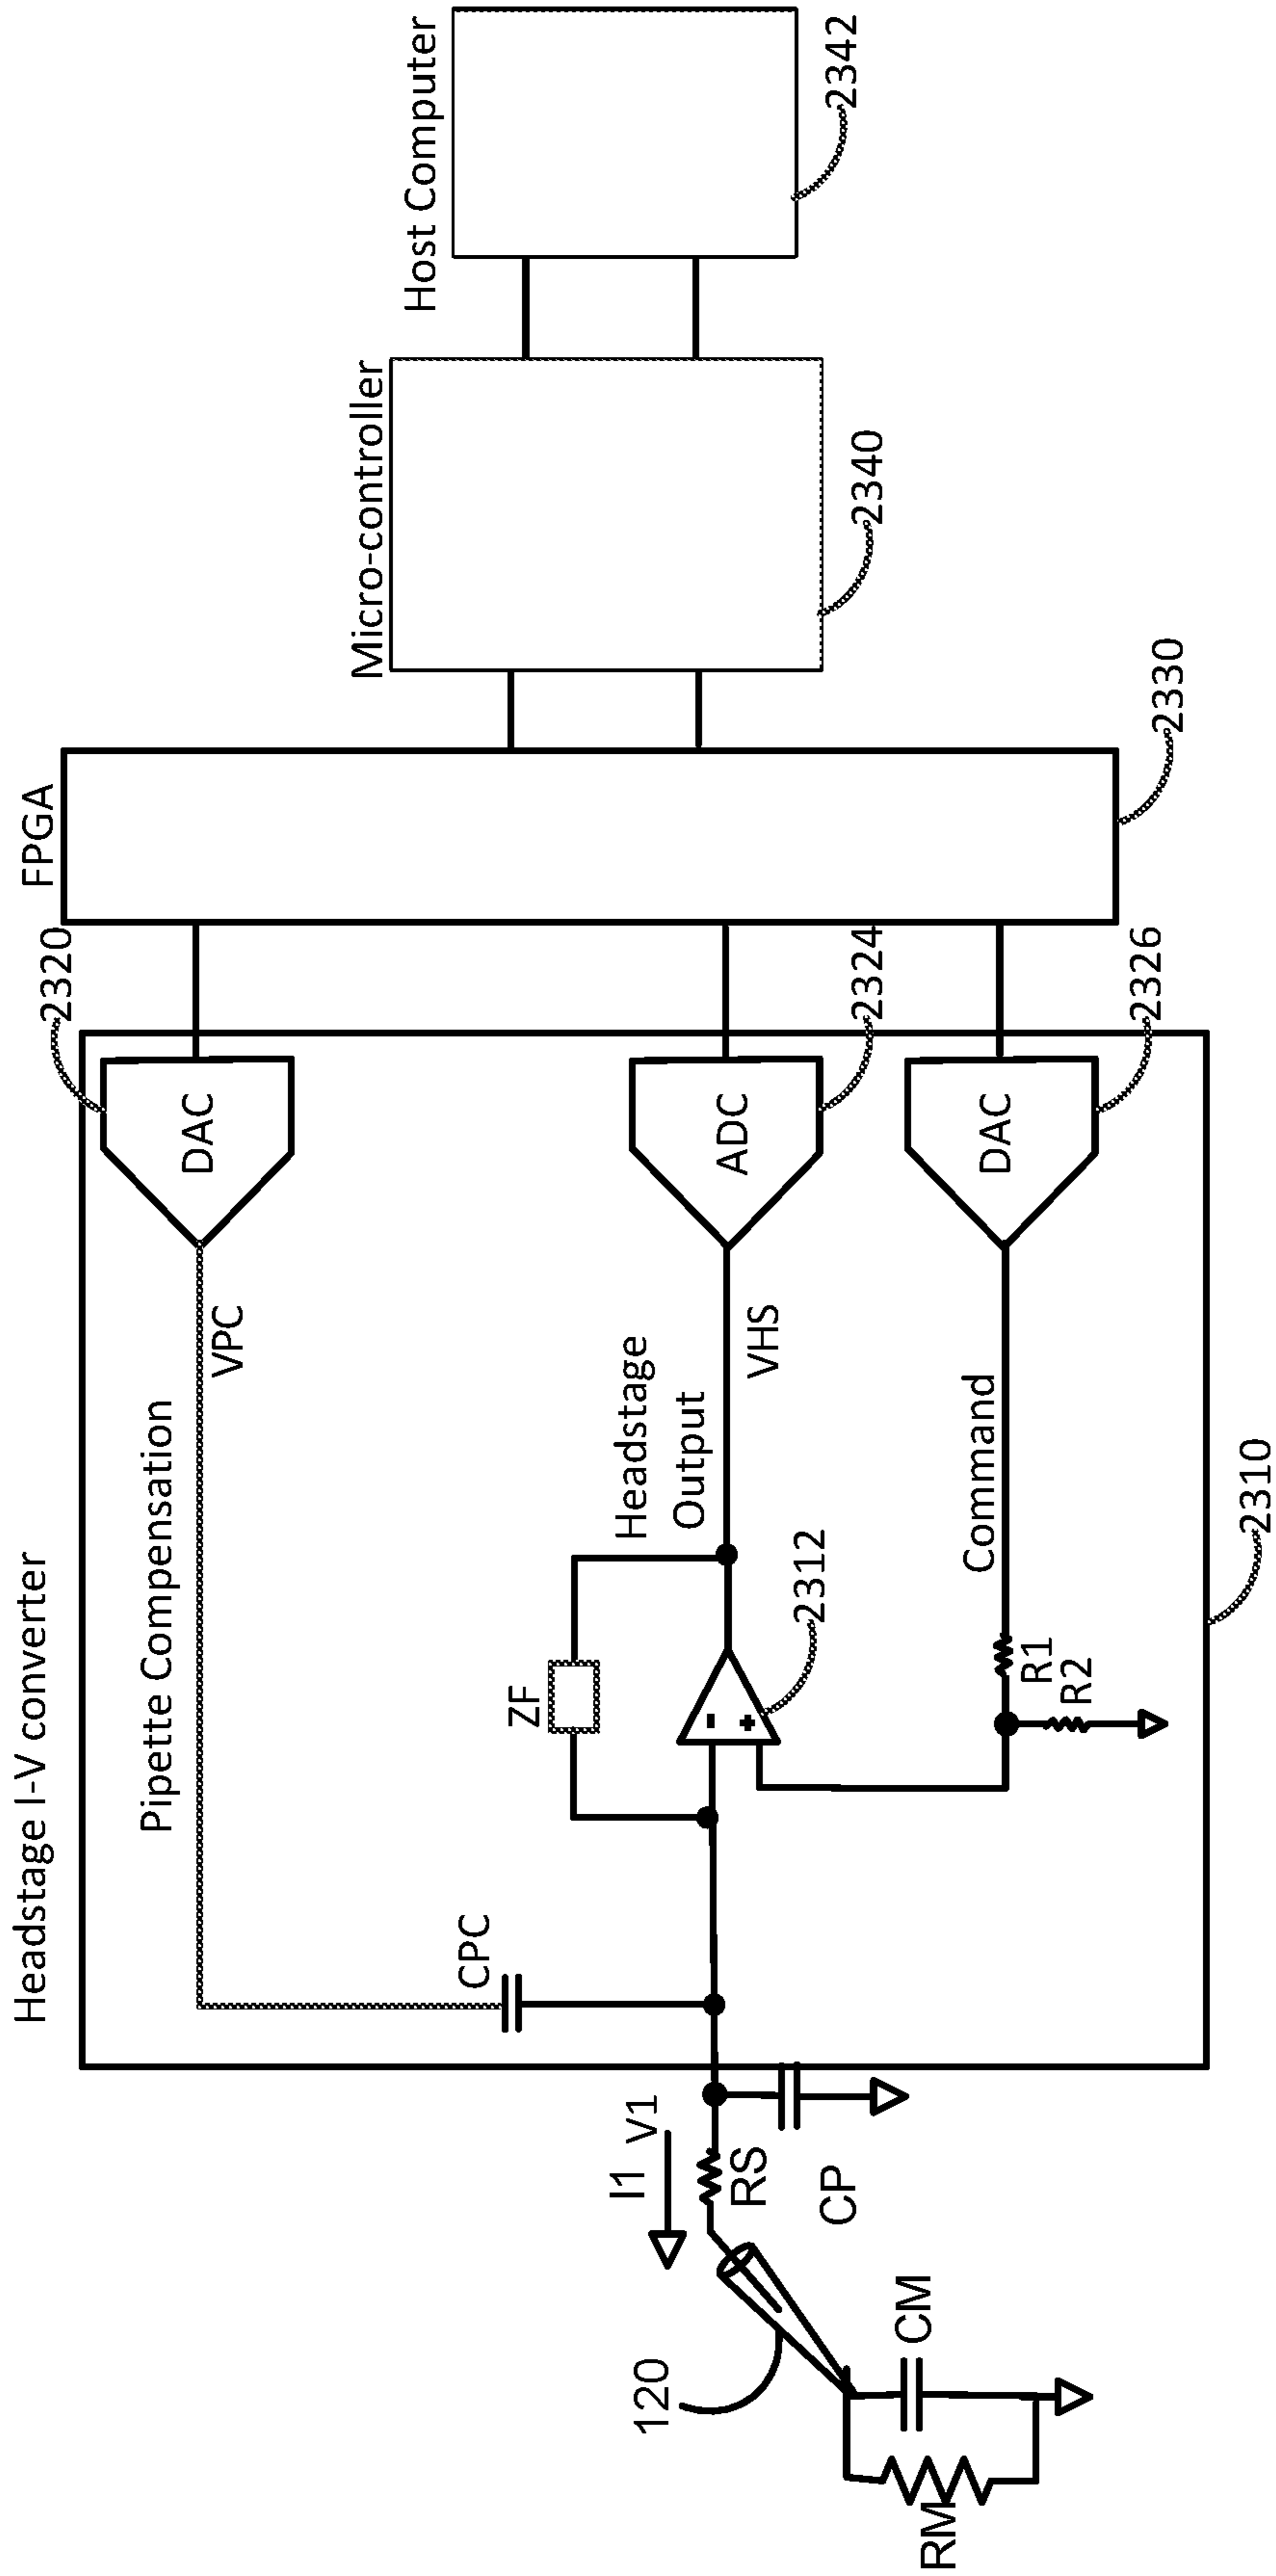 Headstage I-V converter
FPGA
Micro-controller
Host Computer
2320
Pipette Compensation
VPC
DAC
CPC
ZF
Headstage
Output
VHS
ADC
2324
2312
Command
DAC
2326
R1
R2
2310
2330
2340
2342
I1
V1
RS
CP
120
CM
RM